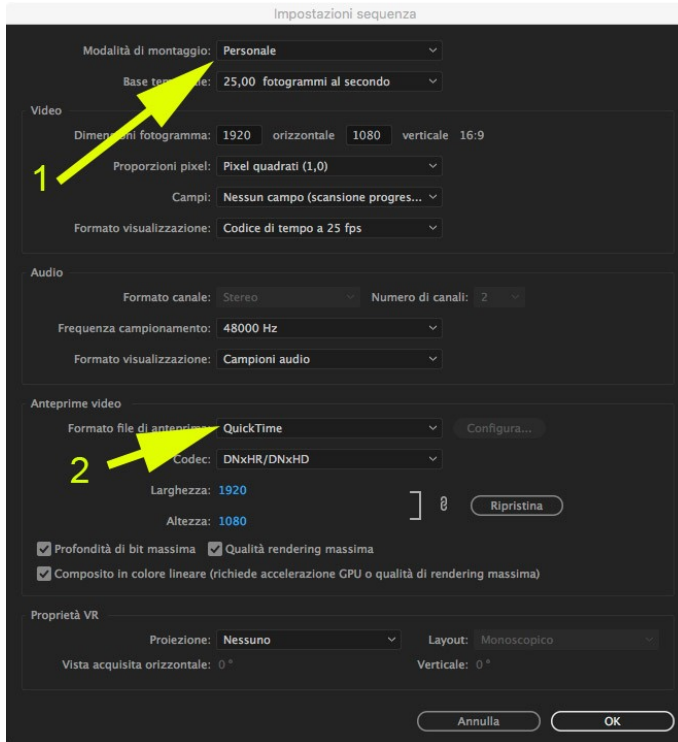 Impostazioni sequenza
Modalità di montaggio: Personale
Base temporale: 25,00 fotogrammi al secondo
Video
Dimensioni fotogramma: 1920 orizzontale 1080 verticale 16:9
1
Proporzioni pixel: Pixel quadrati (1,0)
Campi: Nessun campo (scansione progres...
Formato visualizzazione: Codice di tempo a 25 fps
Audio
Formato canale: Stereo Numero di canali: 2
Frequenza campionamento: 48000 Hz
Formato visualizzazione: Campioni audio
Anteprime video
Formato file di anteprima: QuickTime Configura...
2
Codec: DNxHR/DNxHD
Larghezza: 1920
Ripristina
Altezza: 1080
Profondità di bit massima Qualità rendering massima
Composito in colore lineare (richiede accelerazione GPU o qualità di rendering massima)
Proprietà VR
Proiezione: Nessuno Layout: Monoscopico
Vista acquisita orizzontale: 0° Verticale: 0°
Annulla OK